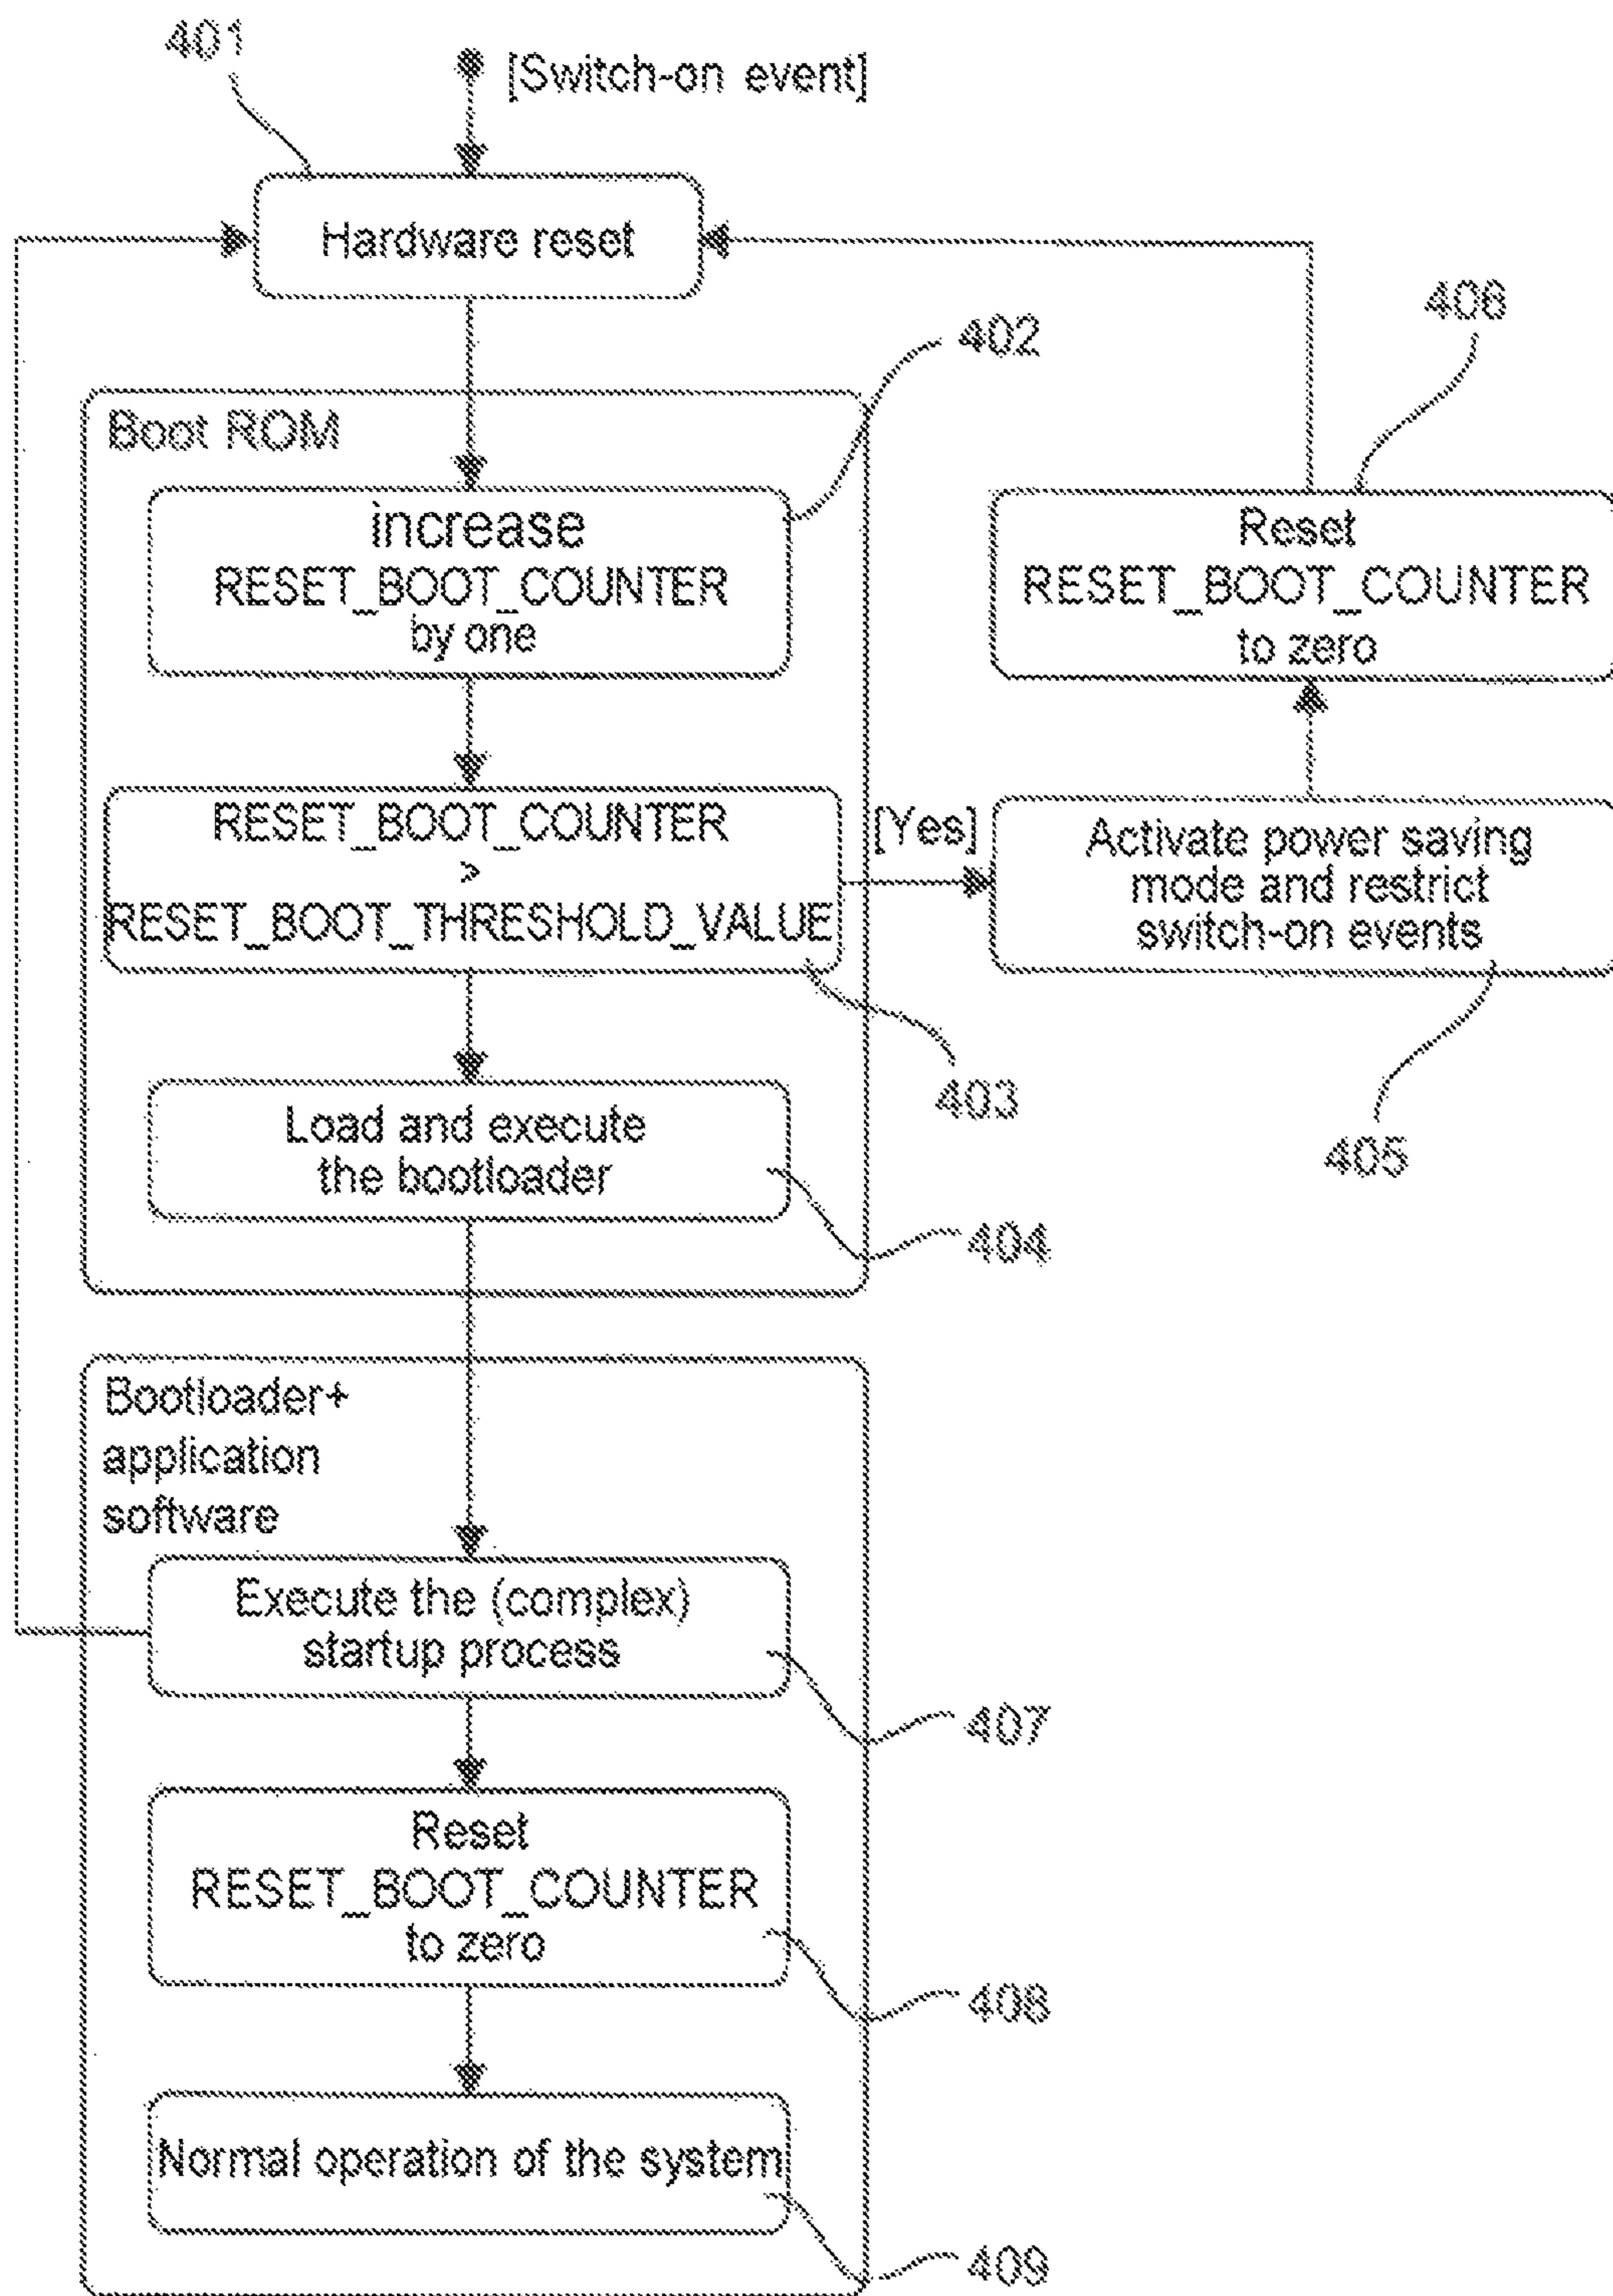 401
[Switch-on event]
Hardware reset
402
406
Boot ROM
increase
RESET_BOOT_COUNTER
by one
Reset
RESET_BOOT_COUNTER
to zero
RESET_BOOT_COUNTER
>
RESET_BOOT_THRESHOLD_VALUE
[Yes]
Activate power saving
mode and restrict
switch-on events
403
405
Load and execute
the bootloader
404
Bootloader+
application
software
Execute the (complex)
startup process
407
Reset
RESET_BOOT_COUNTER
to zero
408
Normal operation of the system
409